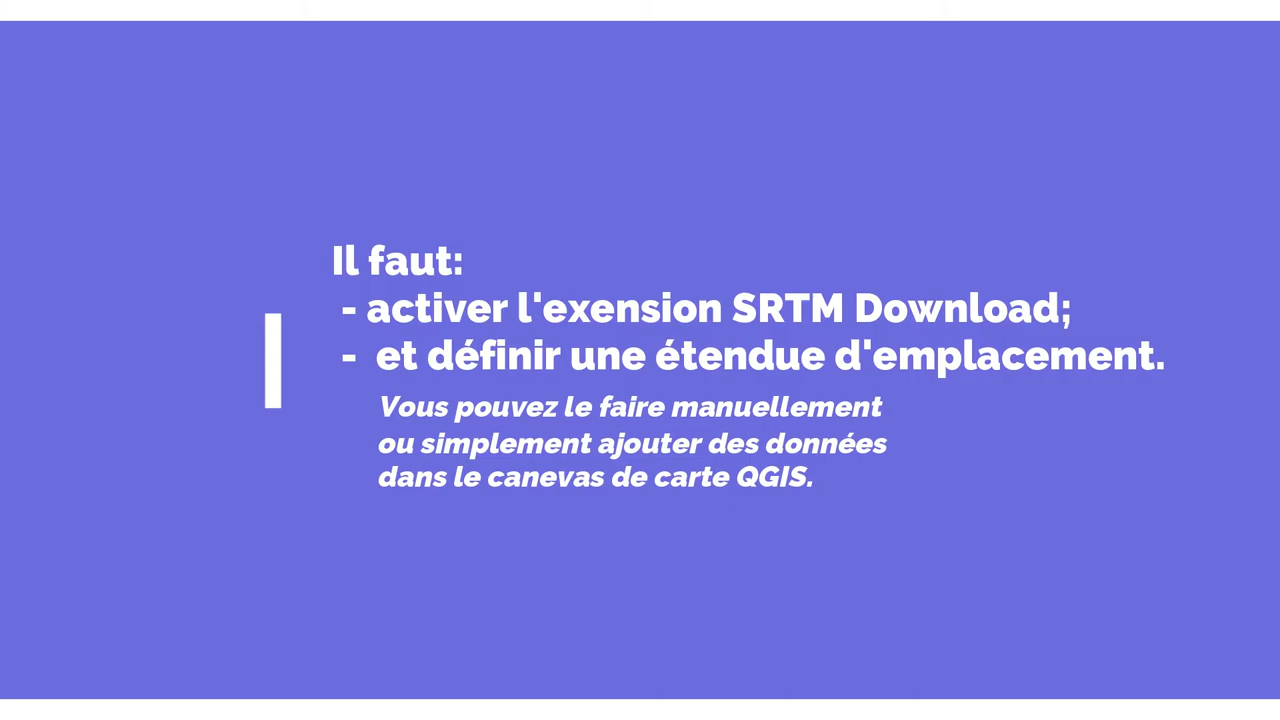 Il faut:
- activer l'exension SRTM Download;
- et définir une étendue d'emplacement.
Vous pouvez le faire manuellement
ou simplement ajouter des données
dans le canevas de carte QGIS.